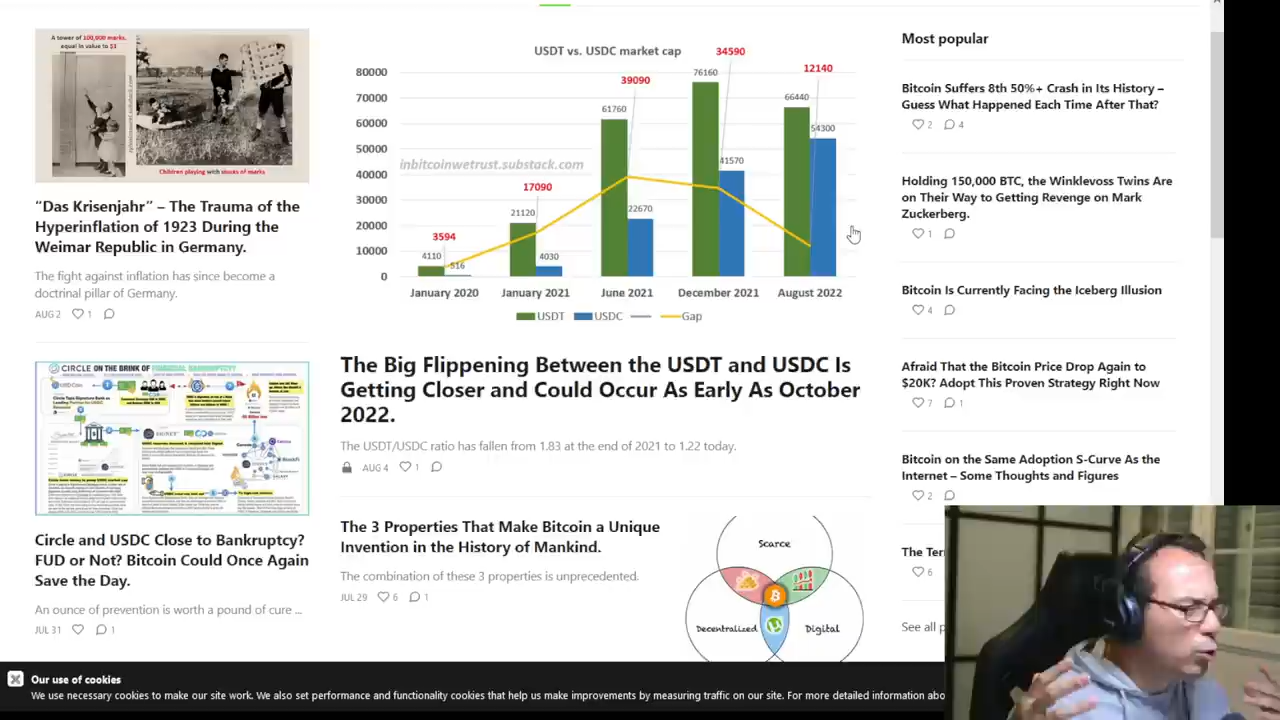 A tower of 100,000 marks,
equal in value to $1
Children playing with stacks of marks
"Das Krisenjahr" – The Trauma of the
Hyperinflation of 1923 During the
Weimar Republic in Germany.
The fight against inflation has since become a
doctrinal pillar of Germany.
AUG 2 1
CIRCLE ON THE BRINK OF FINANCIAL BANKRUPTCY?
Circle and USDC Close to Bankruptcy?
FUD or Not? Bitcoin Could Once Again
Save the Day.
An ounce of prevention is worth a pound of cure ...
JUL 31 1
USDT vs. USDC market cap
34590
39090
12140
17090
3594
80000
70000
60000
50000
40000
30000
20000
10000
0
4110
516
21120
4030
61760
22670
76160
41570
66440
54300
inbitcoinwetrust.substack.com
January 2020 January 2021 June 2021 December 2021 August 2022
USDT USDC Gap
The Big Flippening Between the USDT and USDC Is
Getting Closer and Could Occur As Early As October
2022.
The USDT/USDC ratio has fallen from 1.83 at the end of 2021 to 1.22 today.
AUG 4 1
The 3 Properties That Make Bitcoin a Unique
Invention in the History of Mankind.
The combination of these 3 properties is unprecedented.
JUL 29 6 1
Scarce
Decentralized
Digital
Most popular
Bitcoin Suffers 8th 50%+ Crash in Its History –
Guess What Happened Each Time After That?
2 4
Holding 150,000 BTC, the Winklevoss Twins Are
on Their Way to Getting Revenge on Mark
Zuckerberg.
1
Bitcoin Is Currently Facing the Iceberg Illusion
4
Afraid That the Bitcoin Price Drop Again to
$20K? Adopt This Proven Strategy Right Now
7 1
Bitcoin on the Same Adoption S-Curve As the
Internet – Some Thoughts and Figures
2
The Ter
6
See all p
Our use of cookies
We use necessary cookies to make our site work. We also set performance and functionality cookies that help us make improvements by measuring traffic on our site. For more detailed information abo